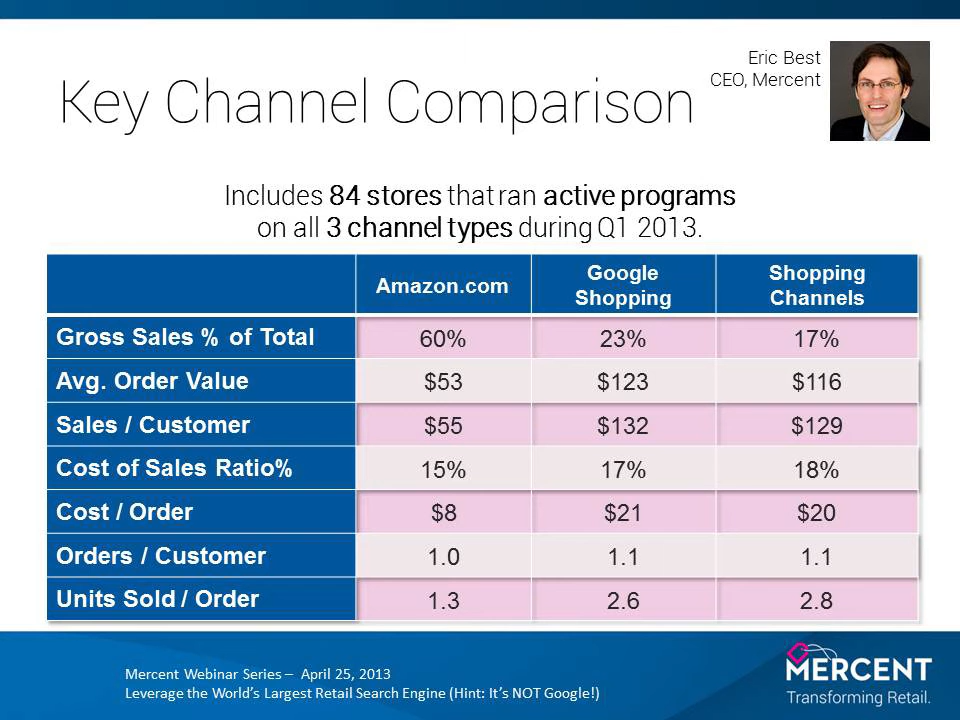 Eric Best
CEO, Mercent
Key Channel Comparison
Includes 84 stores that ran active programs
on all 3 channel types during Q1 2013.
Amazon.com
Google
Shopping
Shopping
Channels
Gross Sales % of Total 60% 23% 17%
Avg. Order Value $53 $123 $116
Sales / Customer $55 $132 $129
Cost of Sales Ratio% 15% 17% 18%
Cost / Order $8 $21 $20
Orders / Customer 1.0 1.1 1.1
Units Sold / Order 1.3 2.6 2.8
Mercent Webinar Series – April 25, 2013
Leverage the World's Largest Retail Search Engine (Hint: It's NOT Google!)
MERCENT
Transforming Retail.